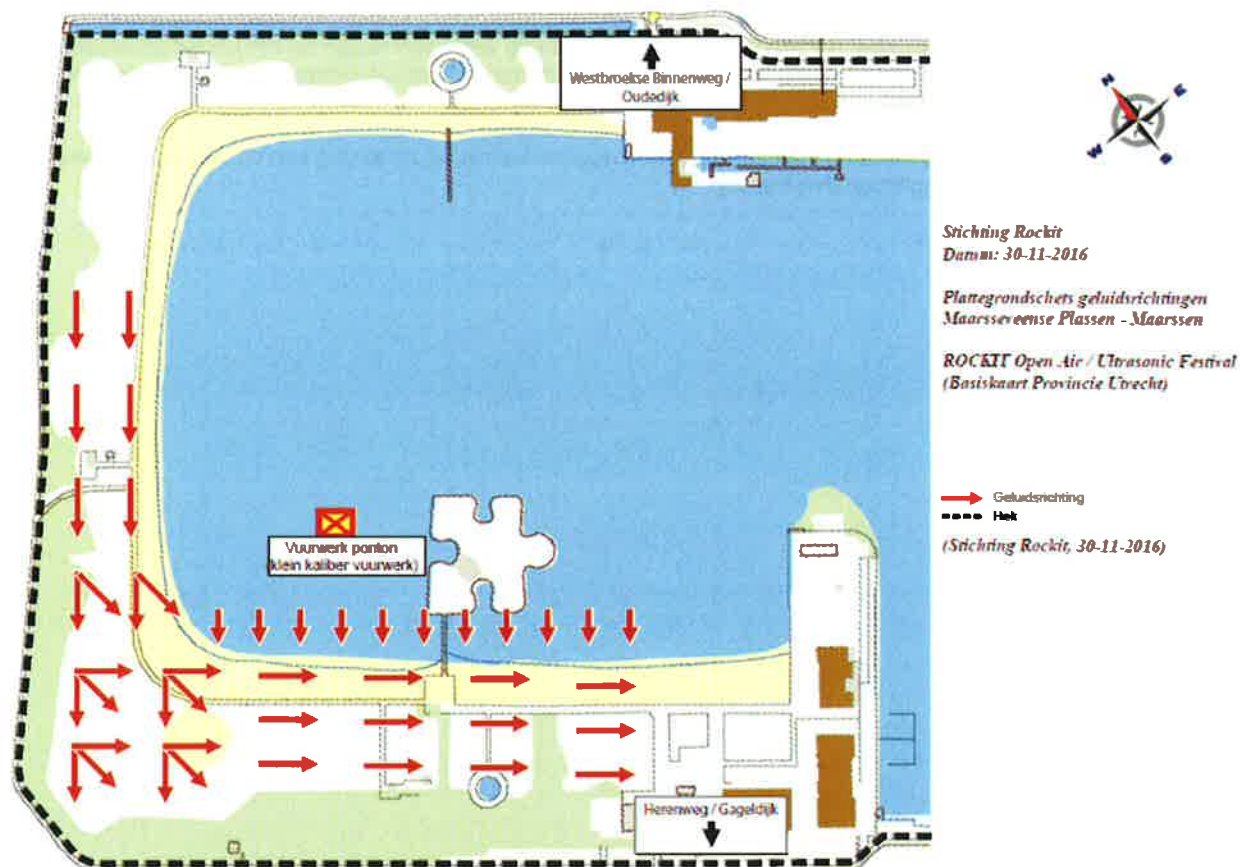 Westbroekse Binnenweg /
Oudedijk
N
E
W
S
Stichting Rockit
Datum: 30-11-2016
Plattegrondschets geluidsrichtingen
Maarsseveense Plassen - Maarssen
ROCKIT Open Air / Ultrasonic Festival
(Basiskaart Provincie Utrecht)
Geluidsrichting
Hek
(Stichting Rockit, 30-11-2016)
Vuurwerk ponton
(klein kaliber vuurwerk)
Herenweg / Gageldijk